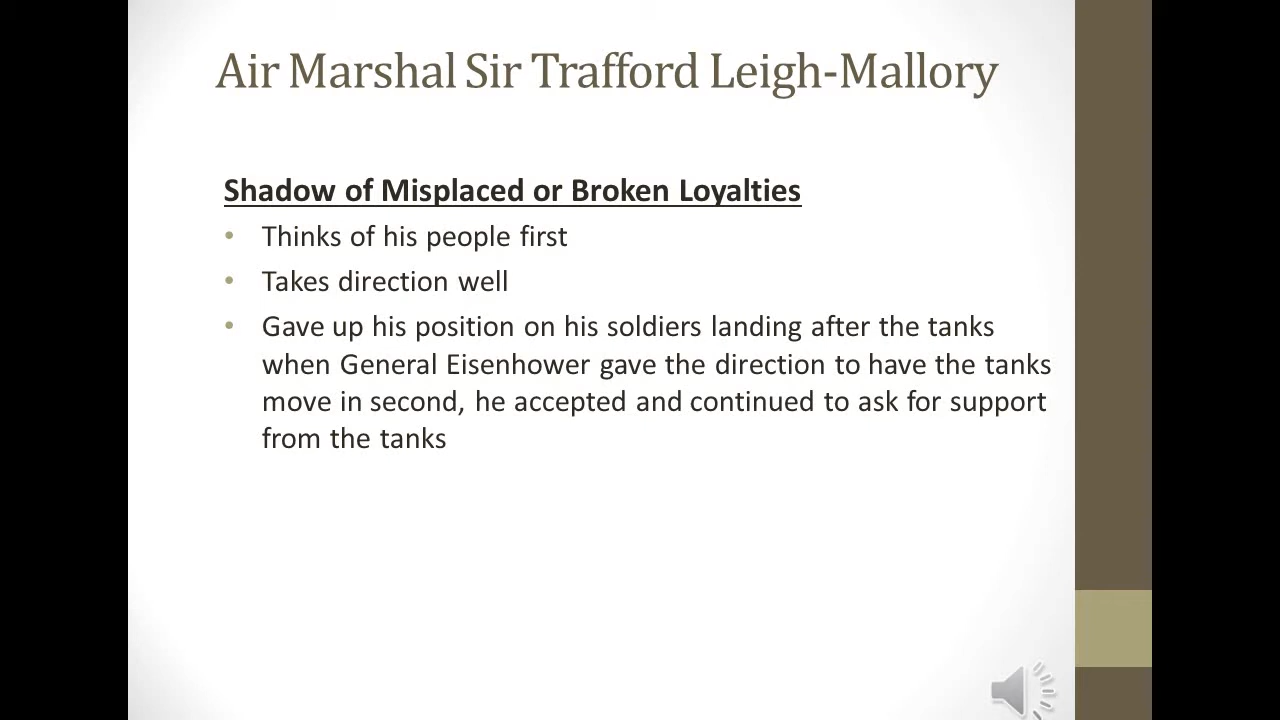 Air Marshal Sir Trafford Leigh-Mallory
Shadow of Misplaced or Broken Loyalties
• Thinks of his people first
• Takes direction well
• Gave up his position on his soldiers landing after the tanks
when General Eisenhower gave the direction to have the tanks
move in second, he accepted and continued to ask for support
from the tanks